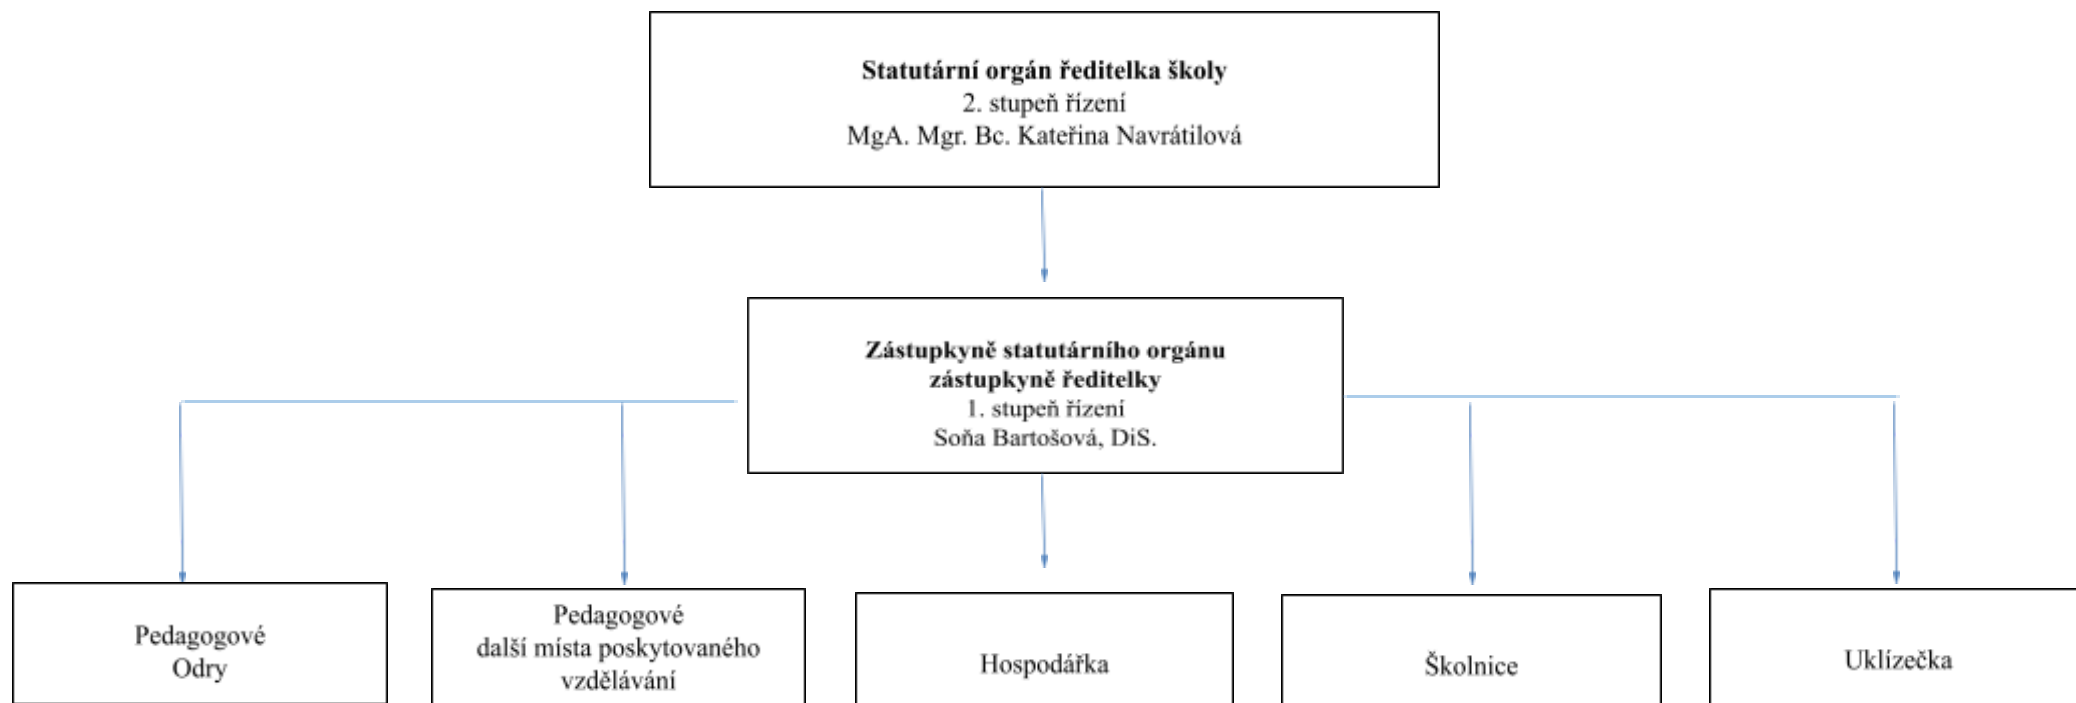 Statutární orgán ředitelka školy
2. stupeň řízení
MgA. Mgr. Bc. Kateřina Navrátilová
Zástupkyně statutárního orgánu
zástupkyně ředitelky
1. stupeň řízení
Soňa Bartošová, DiS.
Pedagogové
Odry
Pedagogové
další místa poskytovaného
vzdělávání
Hospodářka
Školnice
Uklízečka